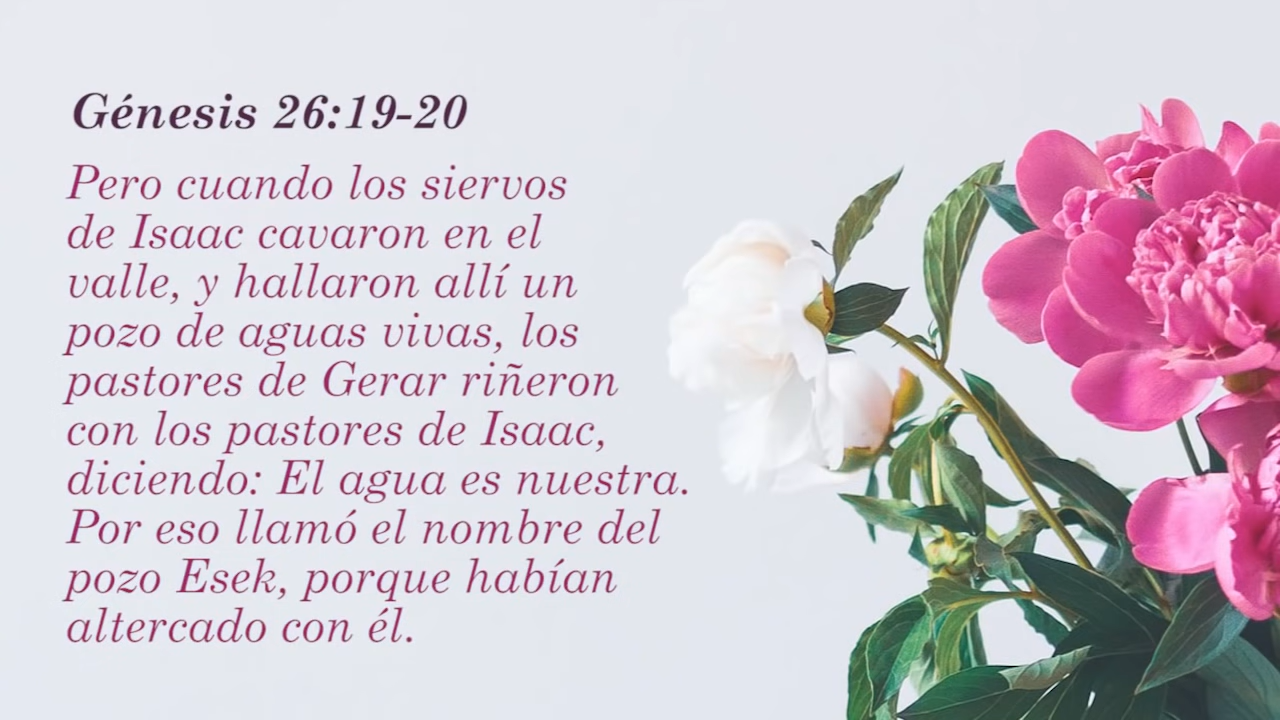 Génesis 26:19-20
Pero cuando los siervos
de Isaac cavaron en el
valle, y hallaron allí un
pozo de aguas vivas, los
pastores de Gerar riñeron
con los pastores de Isaac,
diciendo: El agua es nuestra.
Por eso llamó el nombre del
pozo Esek, porque habían
altercado con él.